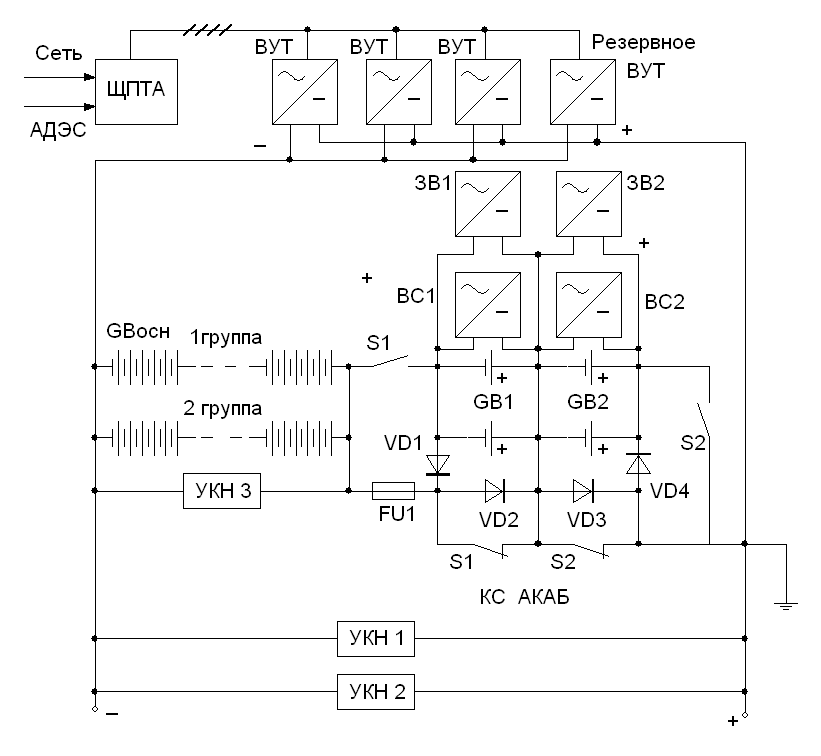 Сеть
АДЭС
ЩПТА
ВУТ
ВУТ
ВУТ
Резервное
ВУТ
–
+
ЗВ1
ЗВ2
+
+
ВС1
ВС2
GBосн
1группа
S1
+
+
GB1
GB2
2 группа
VD1
+
+
S2
УКН 3
FU1
VD2
VD3
VD4
S1
S2
КС АКАБ
УКН 1
УКН 2
–
+